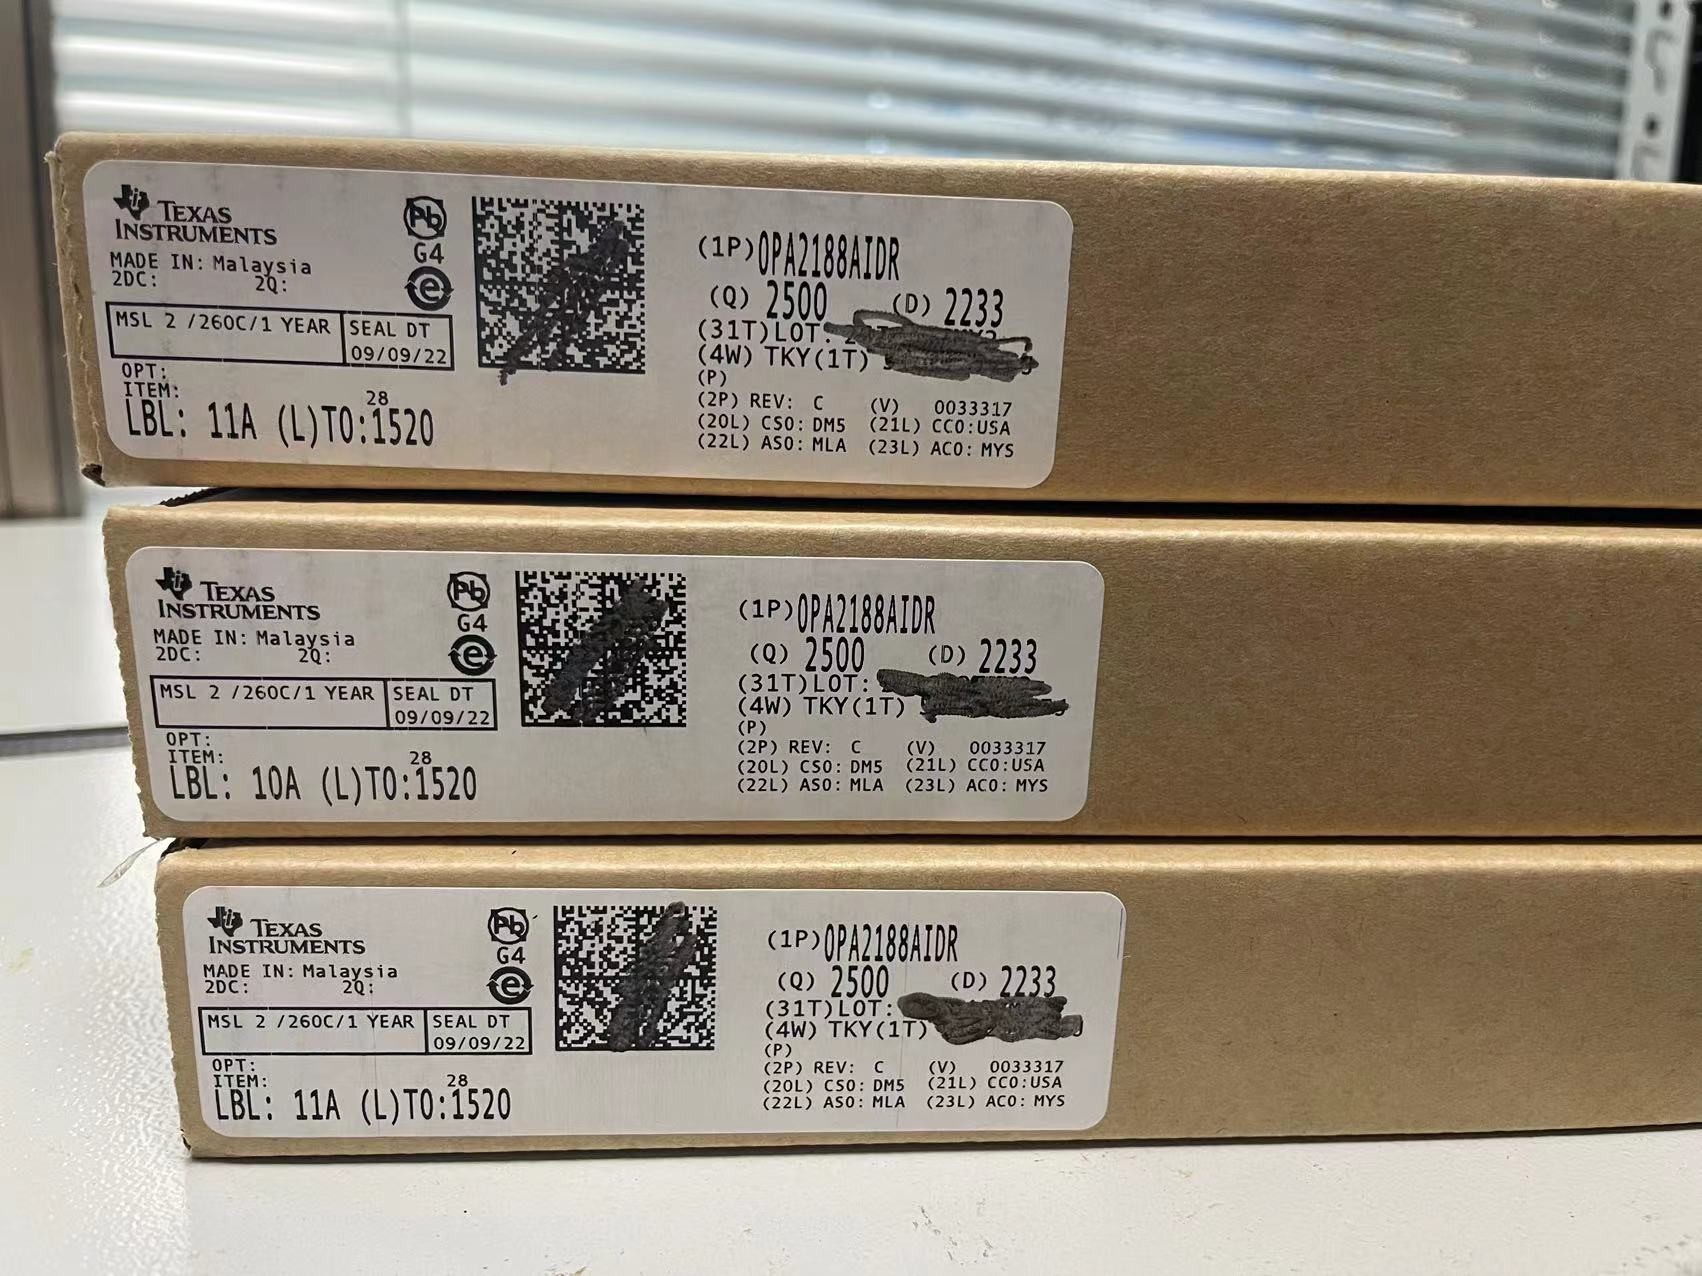 TEXAS
INSTRUMENTS
MADE IN: Malaysia
2DC: 2Q:
MSL 2 /260C/1 YEAR
SEAL DT
09/09/22
OPT:
ITEM:
28
LBL: 11A (L)TO:1520
Pb
G4
e
(1P)OPA2188AIDR
(Q) 2500 (D) 2233
(31T)LOT:
(4W) TKY(1T)
(P)
(2P) REV: C (V) 0033317
(20L) CSO: DM5 (21L) CCO:USA
(22L) ASO: MLA (23L) ACO: MYS
TEXAS
INSTRUMENTS
MADE IN: Malaysia
2DC: 2Q:
MSL 2 /260C/1 YEAR
SEAL DT
09/09/22
OPT:
ITEM:
28
LBL: 10A (L)TO:1520
Pb
G4
e
(1P)OPA2188AIDR
(Q) 2500 (D) 2233
(31T)LOT:
(4W) TKY(1T)
(P)
(2P) REV: C (V) 0033317
(20L) CSO: DM5 (21L) CCO:USA
(22L) ASO: MLA (23L) ACO: MYS
TEXAS
INSTRUMENTS
MADE IN: Malaysia
2DC: 2Q:
MSL 2 /260C/1 YEAR
SEAL DT
09/09/22
OPT:
ITEM:
28
LBL: 11A (L)TO:1520
Pb
G4
e
(1P)OPA2188AIDR
(Q) 2500 (D) 2233
(31T)LOT:
(4W) TKY(1T)
(P)
(2P) REV: C (V) 0033317
(20L) CSO: DM5 (21L) CCO:USA
(22L) ASO: MLA (23L) ACO: MYS